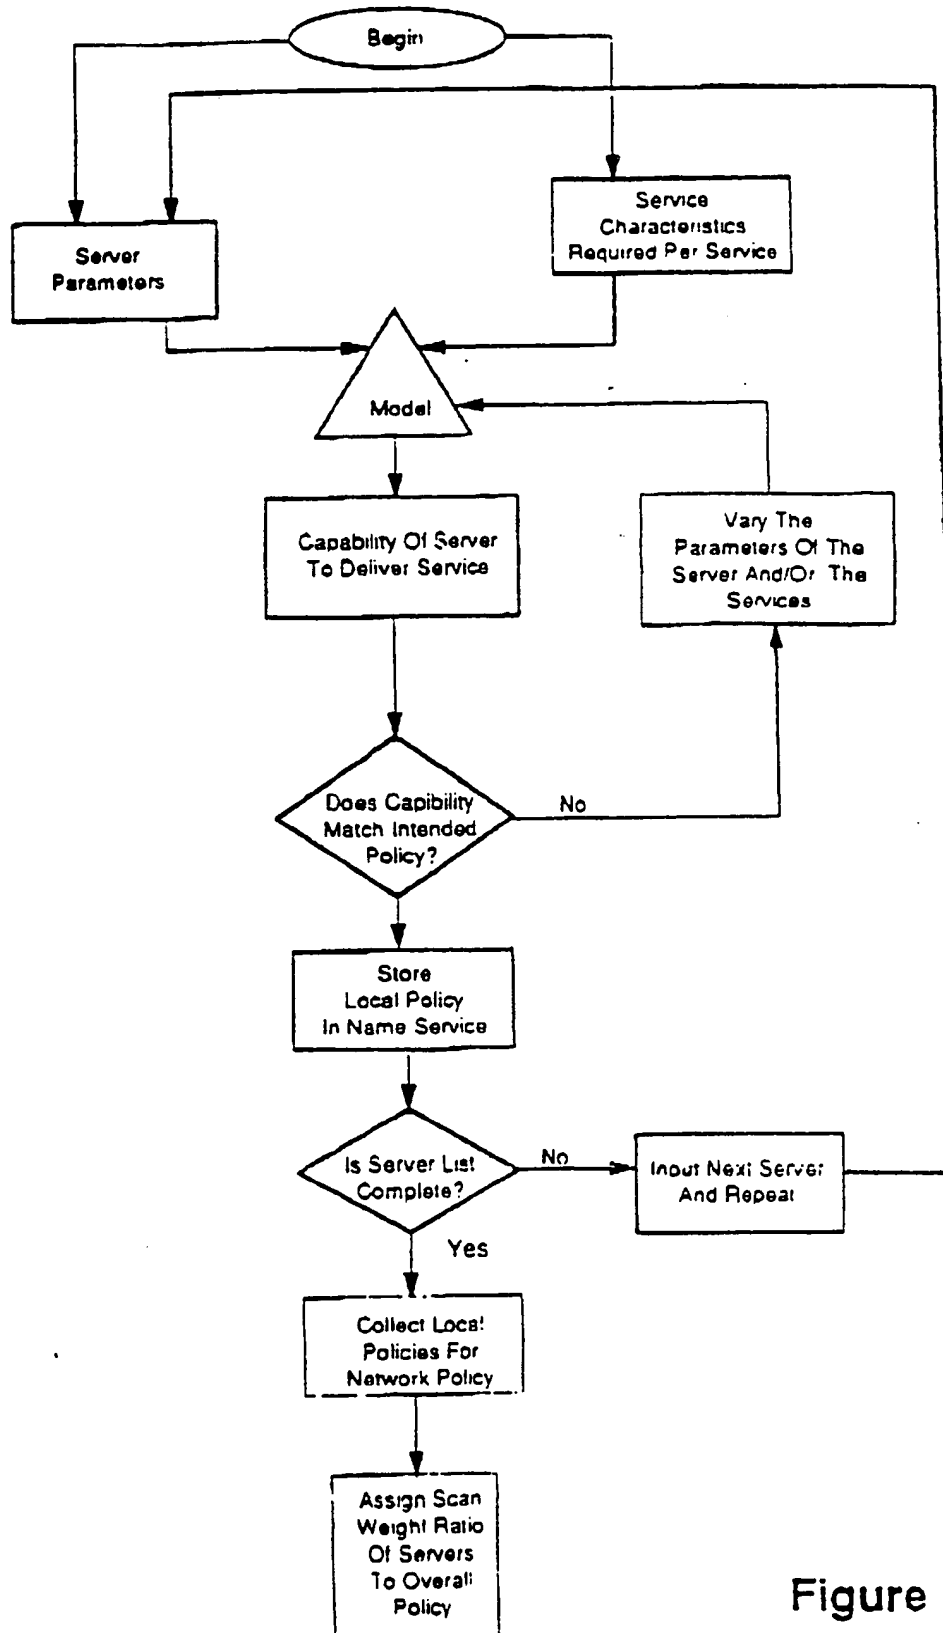 Begin
Service
Characteristics
Required Per Service
Server
Parameters
Model
Capability Of Server
To Deliver Service
Vary The
Parameters Of The
Server And/Or The
Services
Does Capibility
Match Intended
Policy?
No
Store
Local Policy
In Name Service
Is Server List
Complete?
No
Input Next Server
And Repeat
Yes
Collect Local
Policies For
Network Policy
Assign Scan
Weight Ratio
Of Servers
To Overall
Policy
Figure